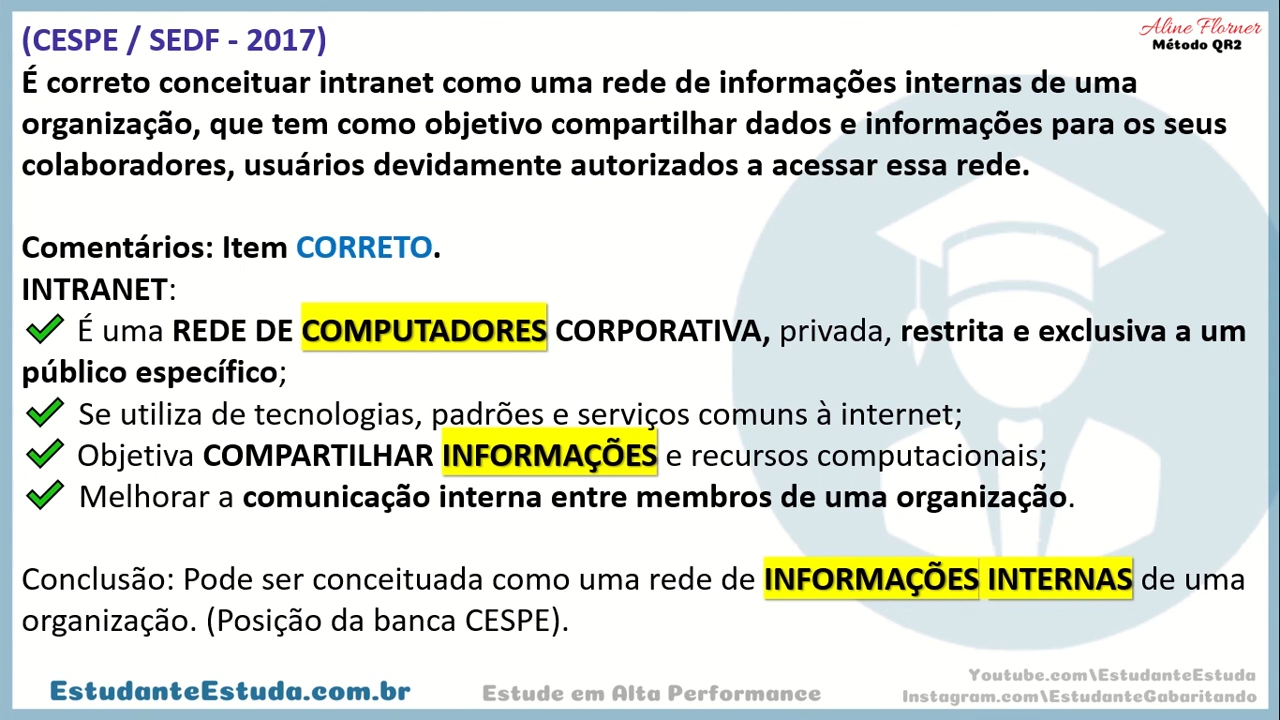 (CESPE / SEDF - 2017)
Aline Florner
Método QR2
É correto conceituar intranet como uma rede de informações internas de uma
organização, que tem como objetivo compartilhar dados e informações para os seus
colaboradores, usuários devidamente autorizados a acessar essa rede.
Comentários: Item CORRETO.
INTRANET:
É uma REDE DE COMPUTADORES CORPORATIVA, privada, restrita e exclusiva a um
público específico;
Se utiliza de tecnologias, padrões e serviços comuns à internet;
Objetiva COMPARTILHAR INFORMAÇÕES e recursos computacionais;
Melhorar a comunicação interna entre membros de uma organização.
Conclusão: Pode ser conceituada como uma rede de INFORMAÇÕES INTERNAS de uma
organização. (Posição da banca CESPE).
EstudanteEstuda.com.br
Estude em Alta Performance
Youtube.com\EstudanteEstuda
Instagram.com\EstudanteGabaritando